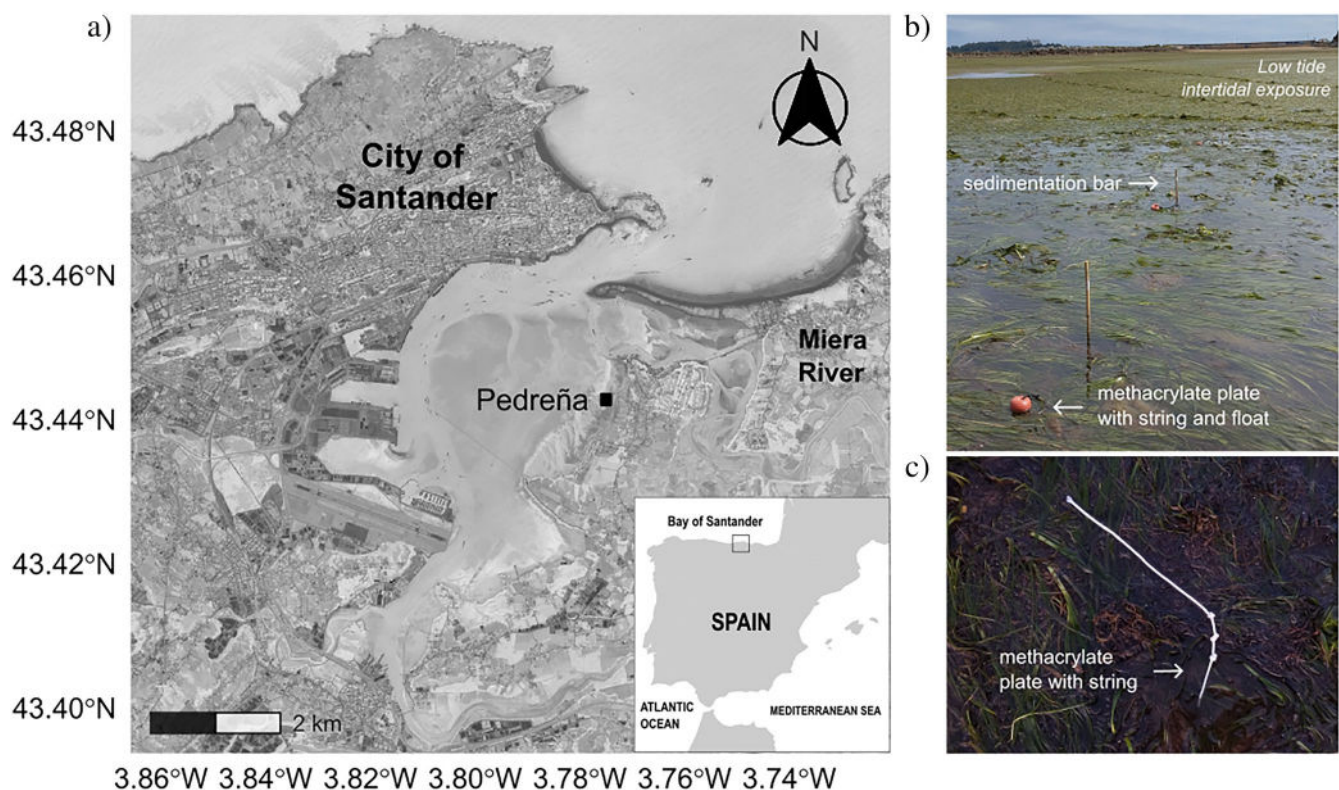 a)
N
43.48°N
City of
Santander
43.46°N
Miera
River
43.44°N
Pedreña
43.42°N
Bay of Santander
SPAIN
43.40°N
ATLANTIC
OCEAN
MEDITERRANEAN SEA
2 km
3.86°W 3.84°W 3.82°W 3.80°W 3.78°W 3.76°W 3.74°W
b)
Low tide
intertidal exposure
sedimentation bar
methacrylate plate
with string and float
c)
methacrylate
plate with string